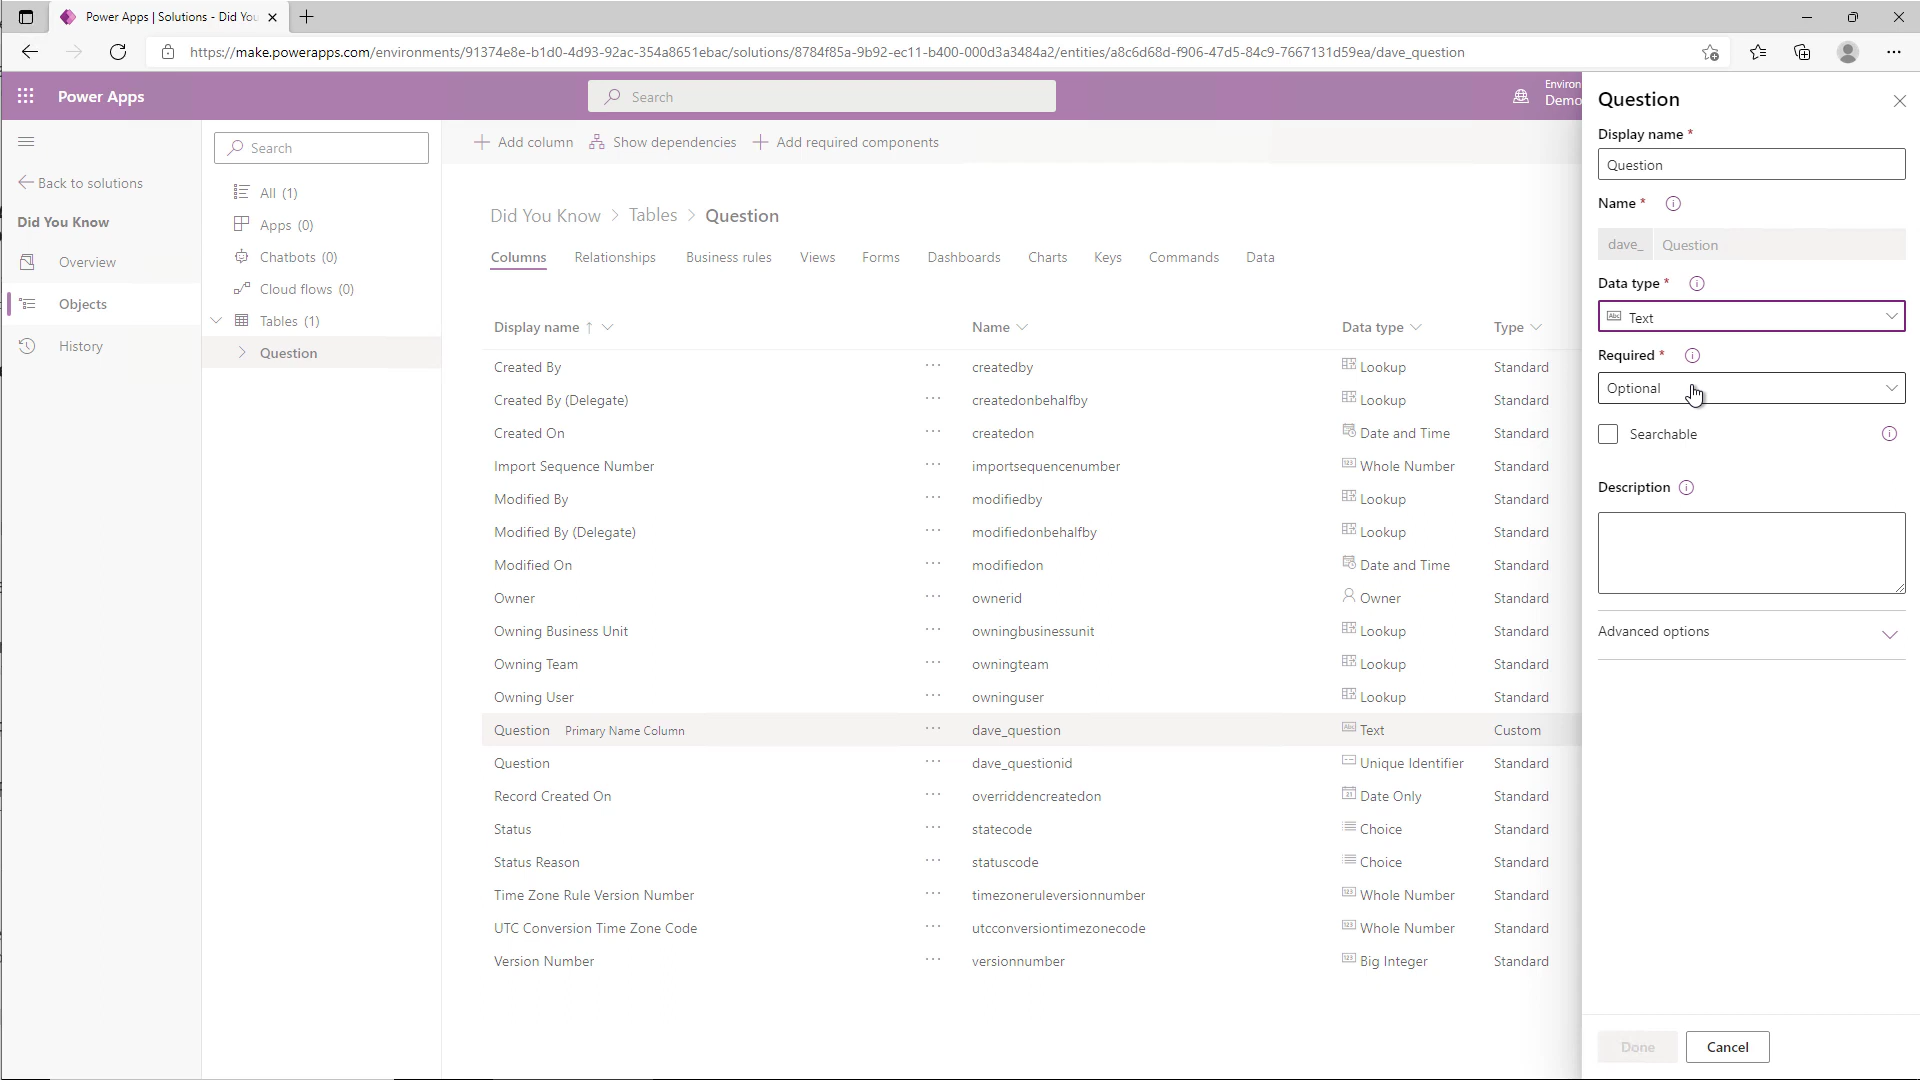 Power Apps | Solutions - Did You
https://make.powerapps.com/environments/91374e8e-b1d0-4d93-92ac-354a8651ebac/solutions/8784f85a-9b92-ec11-b400-000d3a3484a2/entities/a8c6d68d-f906-47d5-84c9-7667131d59ea/dave_question
Power Apps
Search
Environ
Demo
Back to solutions
Did You Know
Overview
Objects
History
Search
All (1)
Apps (0)
Chatbots (0)
Cloud flows (0)
Tables (1)
Question
Add column
Show dependencies
Add required components
Did You Know > Tables > Question
Columns Relationships Business rules Views Forms Dashboards Charts Keys Commands Data
Display name ↑ Name Data type Type
Created By ··· createdby Lookup Standard
Created By (Delegate) ··· createdonbehalfby Lookup Standard
Created On ··· createdon Date and Time Standard
Import Sequence Number ··· importsequencenumber Whole Number Standard
Modified By ··· modifiedby Lookup Standard
Modified By (Delegate) ··· modifiedonbehalfby Lookup Standard
Modified On ··· modifiedon Date and Time Standard
Owner ··· ownerid Owner Standard
Owning Business Unit ··· owningbusinessunit Lookup Standard
Owning Team ··· owningteam Lookup Standard
Owning User ··· owninguser Lookup Standard
Question Primary Name Column ··· dave_question Abc Text Custom
Question ··· dave_questionid Unique Identifier Standard
Record Created On ··· overriddencreatedon Date Only Standard
Status ··· statecode Choice Standard
Status Reason ··· statuscode Choice Standard
Time Zone Rule Version Number ··· timezoneruleversionnumber Whole Number Standard
UTC Conversion Time Zone Code ··· utcconversiontimezonecode Whole Number Standard
Version Number ··· versionnumber Big Integer Standard
Question
Display name *
Question
Name *
dave_ Question
Data type *
Abc Text
Required *
Optional
Searchable
Description
Advanced options
Done
Cancel